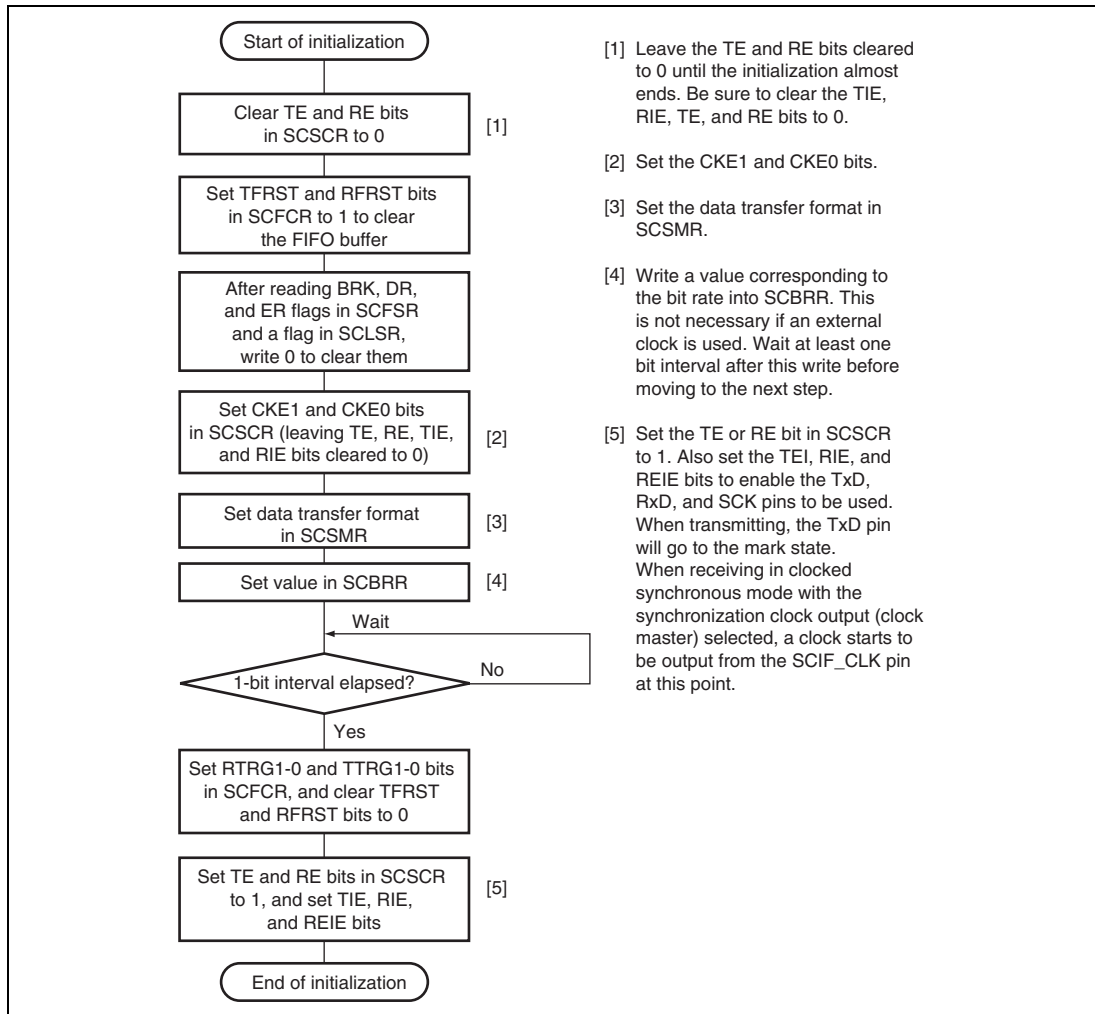 Start of initialization
Clear TE and RE bits
in SCSCR to 0
[1]
Set TFRST and RFRST bits
in SCFCR to 1 to clear
the FIFO buffer
After reading BRK, DR,
and ER flags in SCFSR
and a flag in SCLSR,
write 0 to clear them
Set CKE1 and CKE0 bits
in SCSCR (leaving TE, RE, TIE,
and RIE bits cleared to 0)
[2]
Set data transfer format
in SCSMR
[3]
Set value in SCBRR
[4]
Wait
1-bit interval elapsed?
No
Yes
Set RTRG1-0 and TTRG1-0 bits
in SCFCR, and clear TFRST
and RFRST bits to 0
Set TE and RE bits in SCSCR
to 1, and set TIE, RIE,
and REIE bits
[5]
End of initialization
[1] Leave the TE and RE bits cleared
to 0 until the initialization almost
ends. Be sure to clear the TIE,
RIE, TE, and RE bits to 0.
[2] Set the CKE1 and CKE0 bits.
[3] Set the data transfer format in
SCSMR.
[4] Write a value corresponding to
the bit rate into SCBRR. This
is not necessary if an external
clock is used. Wait at least one
bit interval after this write before
moving to the next step.
[5] Set the TE or RE bit in SCSCR
to 1. Also set the TEI, RIE, and
REIE bits to enable the TxD,
RxD, and SCK pins to be used.
When transmitting, the TxD pin
will go to the mark state.
When receiving in clocked
synchronous mode with the
synchronization clock output (clock
master) selected, a clock starts to
be output from the SCIF_CLK pin
at this point.